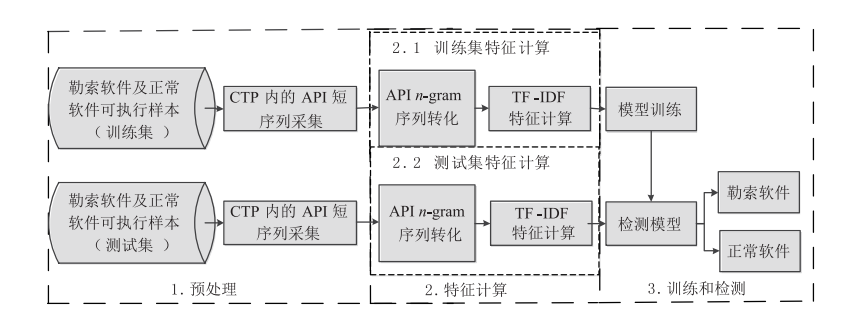 2.1 训练集特征计算
勒索软件及正常
软件可执行样本
（训练集）
CTP 内的 API 短
序列采集
API n-gram
序列转化
TF-IDF
特征计算
模型训练
2.2 测试集特征计算
勒索软件及正常
软件可执行样本
（测试集）
CTP 内的 API 短
序列采集
API n-gram
序列转化
TF-IDF
特征计算
检测模型
勒索软件
正常软件
1.预处理
2.特征计算
3.训练和检测